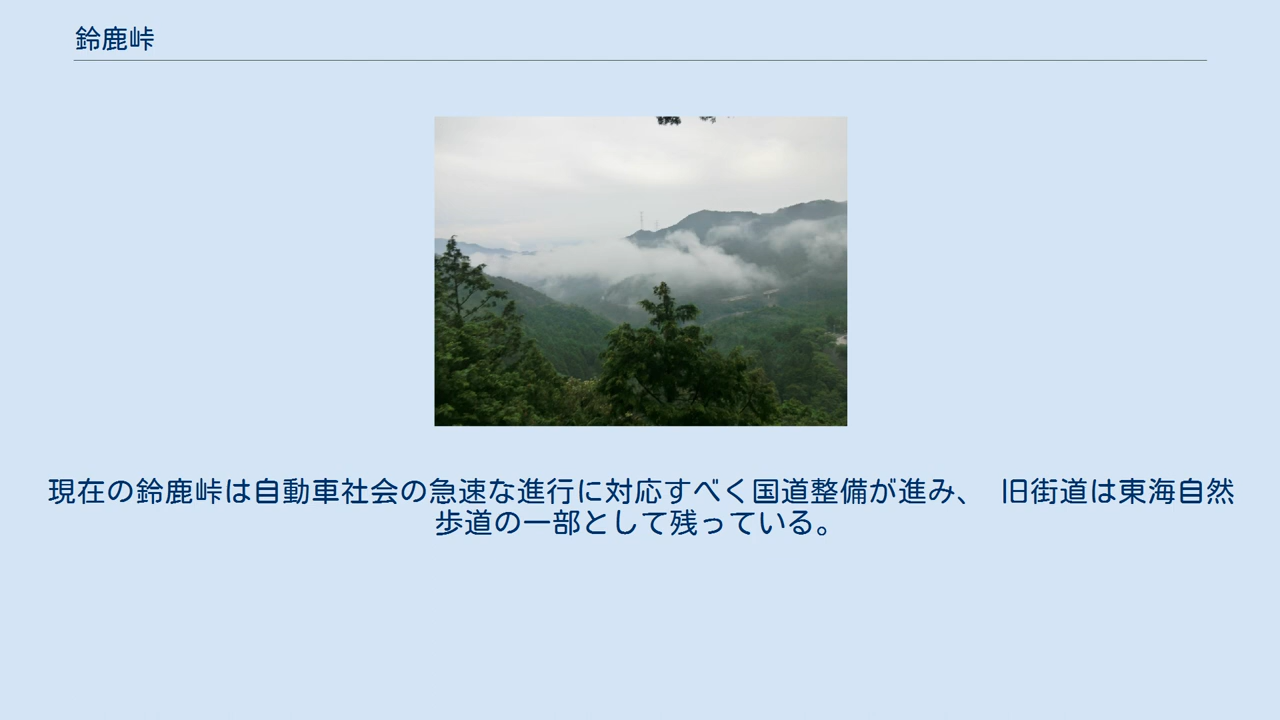 鈴鹿峠
現在の鈴鹿峠は自動車社会の急速な進行に対応すべく国道整備が進み、 旧街道は東海自然
歩道の一部として残っている。